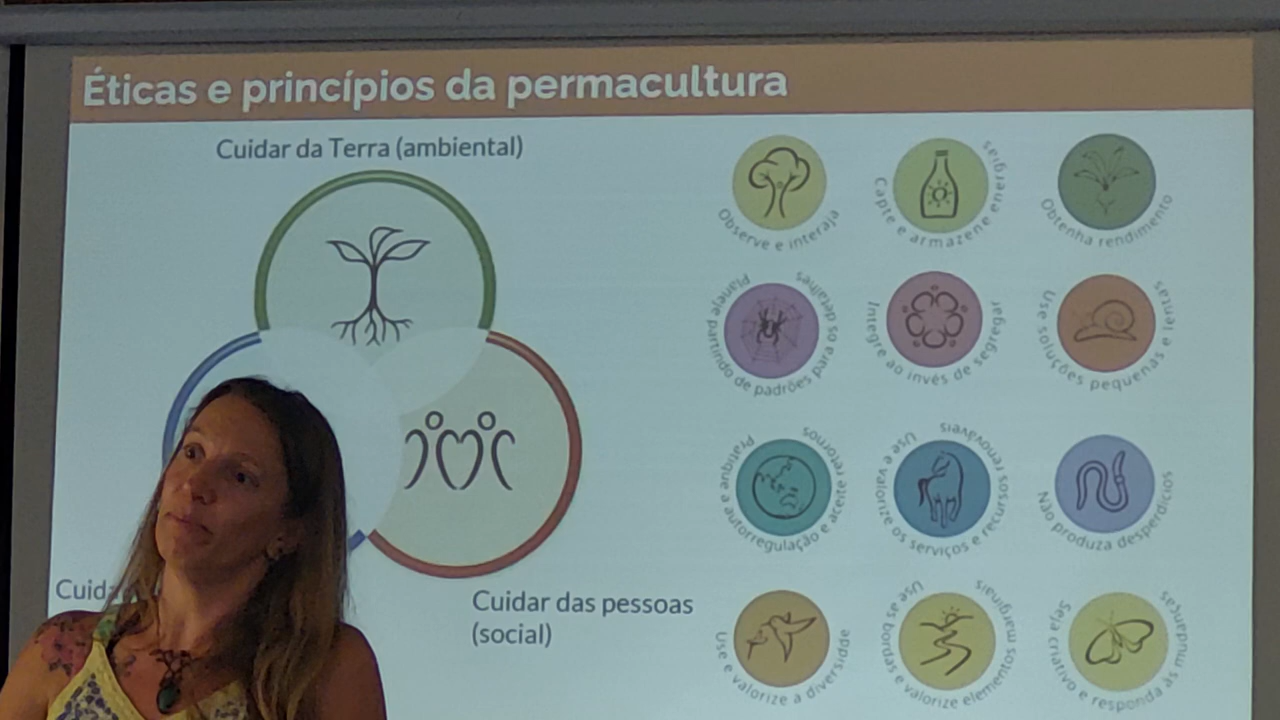 Éticas e princípios da permacultura
Cuidar da Terra (ambiental)
Observe e interaja
Capte e armazene energias
Obtenha rendimento
Planeje partindo de padrões para os detalhes
Integre ao invés de segregar
Use soluções pequenas e lentas
Pratique a autorregulação e aceite retornos
Use e valorize os serviços e recursos renováveis
Não produza desperdícios
Cuidar das pessoas
(social)
Use e valorize a diversidde
Use as bordas e valorize elementos marginais
Seja criativo e responda às mudanças